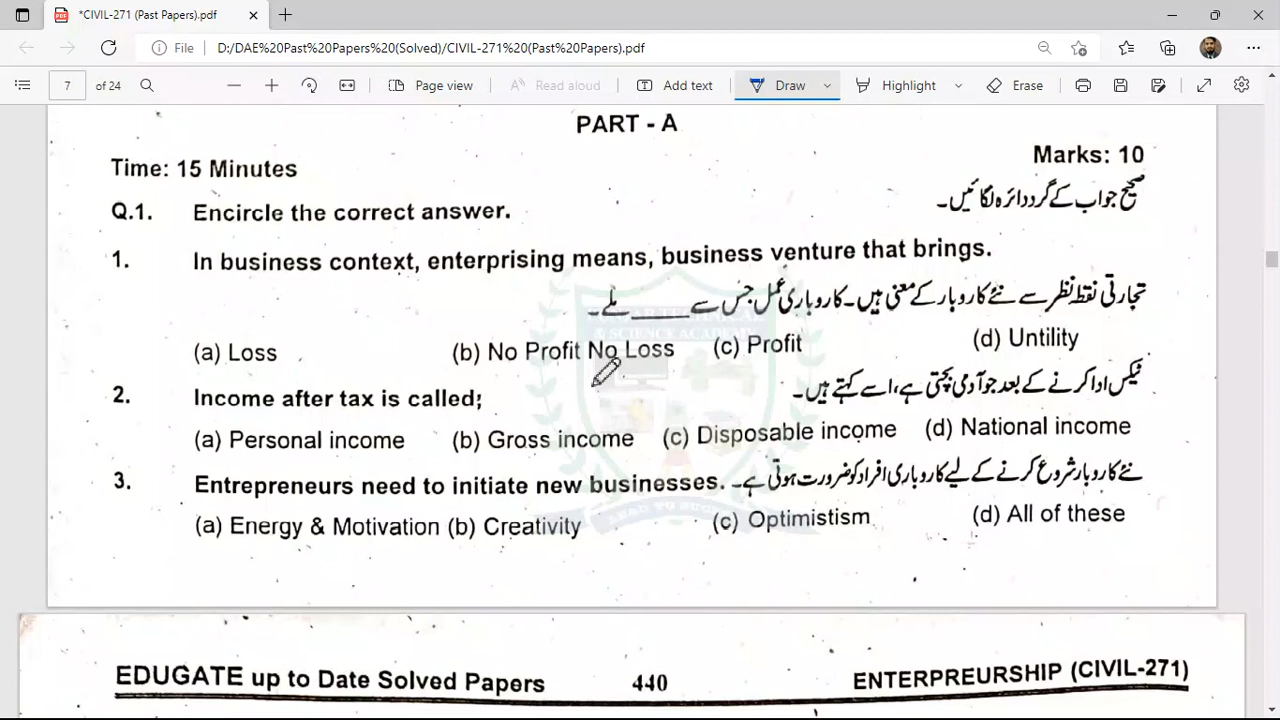 *CIVIL-271 (Past Papers).pdf
File D:/DAE%20Past%20Papers%20(Solved)/CIVIL-271%20(Past%20Papers).pdf
7 of 24 Page view Read aloud Add text Draw Highlight Erase
PART - A
Time: 15 Minutes Marks: 10
Q.1. Encircle the correct answer. صحیح جواب کے گرد دائرہ لگائیں۔
1. In business context, enterprising means, business venture that brings.
تجارتی نقطہ نظر سے نئے کاروبار کے معنی ہیں۔ کاروباری عمل جس سے _____ ملے۔
(a) Loss (b) No Profit No Loss (c) Profit (d) Untility
2. Income after tax is called; ٹیکس ادا کرنے کے بعد جو آدمی بچتی ہے، اسے کہتے ہیں۔
(a) Personal income (b) Gross income (c) Disposable income (d) National income
3. Entrepreneurs need to initiate new businesses. نئے کاروبار شروع کرنے کے لیے کاروباری افراد کو ضرورت ہوتی ہے۔
(a) Energy & Motivation (b) Creativity (c) Optimistism (d) All of these
EDUGATE up to Date Solved Papers 440 ENTERPREURSHIP (CIVIL-271)